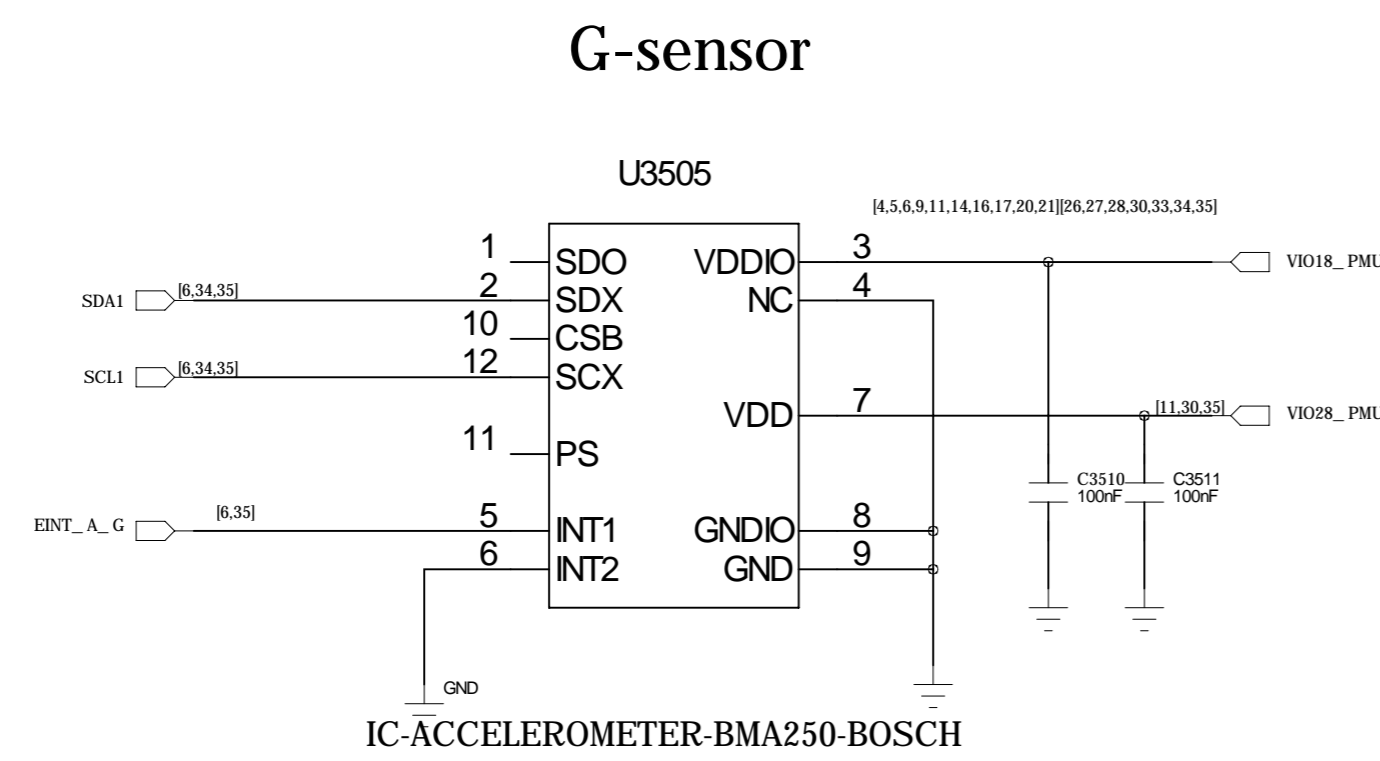 G-sensor
U3505
[4,5,6,9,11,14,16,17,20,21][26,27,28,30,33,34,35]
1 SDO VDDIO 3 VIO18_PMU
SDA1 [6,34,35] 2 SDX NC 4
10 CSB
SCL1 [6,34,35] 12 SCX
VDD 7 [11,30,35] VIO28_PMU
11 PS
C3510 C3511
100nF 100nF
EINT_A_G [6,35] 5 INT1 GNDIO 8
6 INT2 GND 9
GND
IC-ACCELEROMETER-BMA250-BOSCH